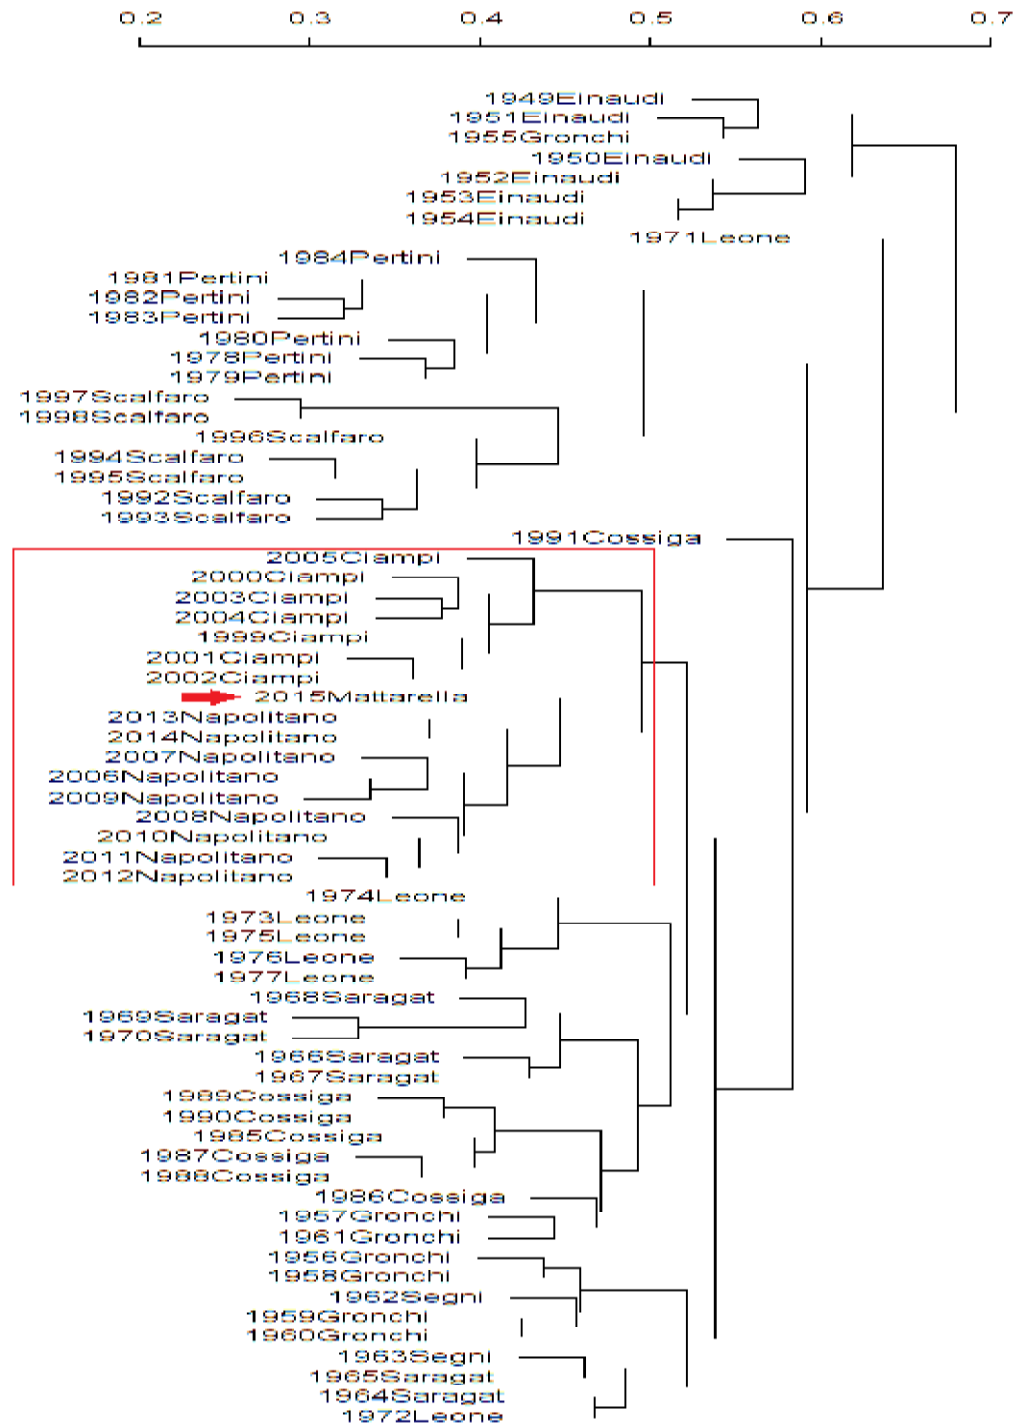 0.2 0.3 0.4 0.5 0.6 0.7
1949Einaudi
1951Einaudi
1955Gronchi
1950Einaudi
1952Einaudi
1953Einaudi
1954Einaudi
1971Leone
1984Pertini
1981Pertini
1982Pertini
1983Pertini
1980Pertini
1978Pertini
1979Pertini
1997Scalfaro
1998Scalfaro
1996Scalfaro
1994Scalfaro
1995Scalfaro
1992Scalfaro
1993Scalfaro
1991Cossiga
2005Ciampi
2000Ciampi
2003Ciampi
2004Ciampi
1999Ciampi
2001Ciampi
2002Ciampi
2015Mattarella
2013Napolitano
2014Napolitano
2007Napolitano
2006Napolitano
2009Napolitano
2008Napolitano
2010Napolitano
2011Napolitano
2012Napolitano
1974Leone
1973Leone
1975Leone
1976Leone
1977Leone
1968Saragat
1969Saragat
1970Saragat
1966Saragat
1967Saragat
1989Cossiga
1990Cossiga
1985Cossiga
1987Cossiga
1988Cossiga
1986Cossiga
1957Gronchi
1961Gronchi
1956Gronchi
1958Gronchi
1962Segni
1959Gronchi
1960Gronchi
1963Segni
1965Saragat
1964Saragat
1972Leone